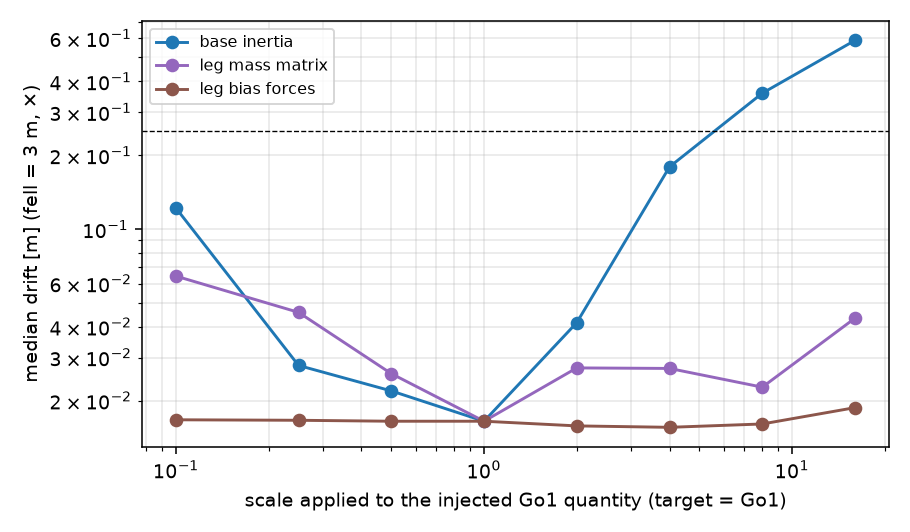 base inertia
leg mass matrix
leg bias forces
6 × 10⁻¹
4 × 10⁻¹
3 × 10⁻¹
2 × 10⁻¹
10⁻¹
6 × 10⁻²
4 × 10⁻²
3 × 10⁻²
2 × 10⁻²
median drift [m] (fell = 3 m, ×)
10⁻¹ 10⁰ 10¹
scale applied to the injected Go1 quantity (target = Go1)